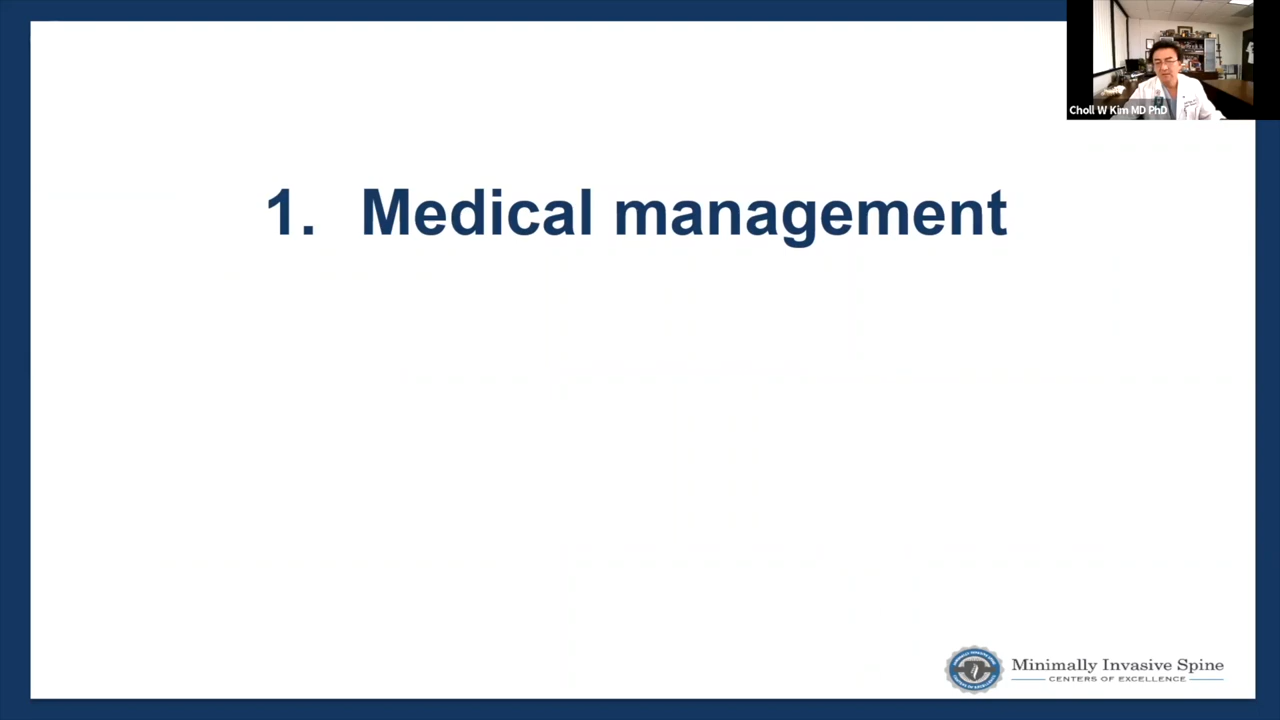 Choll W Kim MD PhD
1. Medical management
Minimally Invasive Spine
CENTERS OF EXCELLENCE